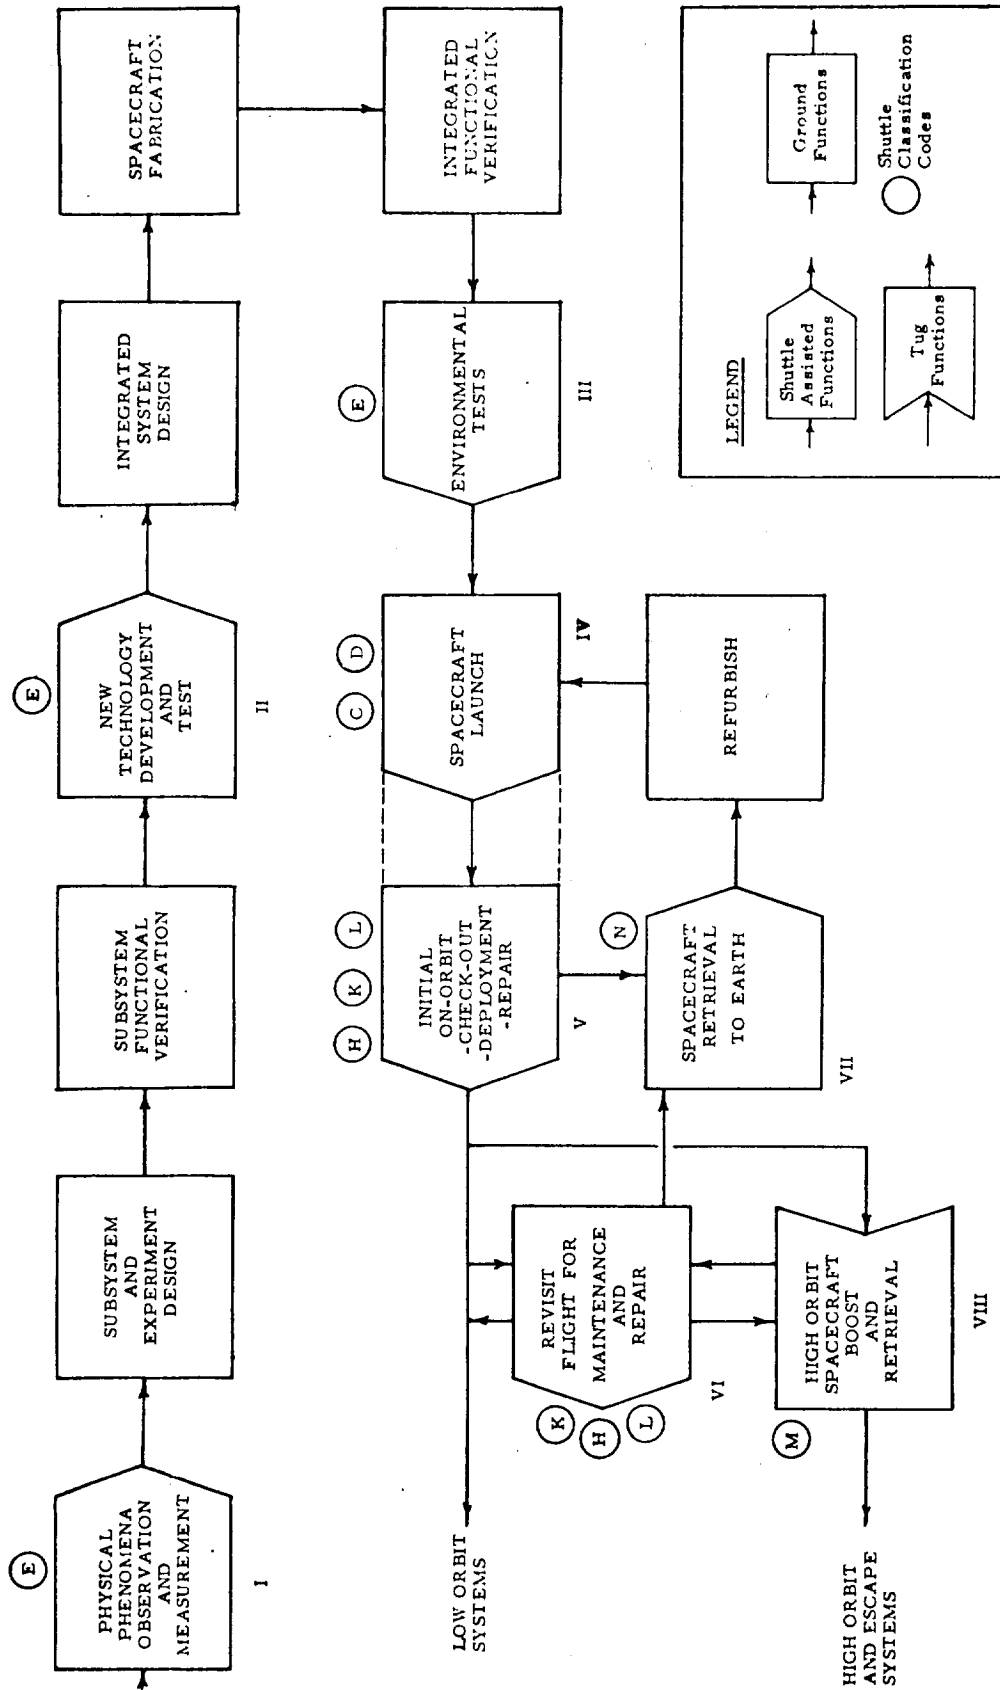 E
PHYSICAL
PHENOMENA
OBSERVATION
AND
MEASUREMENT
I
SUBSYSTEM
AND
EXPERIMENT
DESIGN
SUBSYSTEM
FUNCTIONAL
VERIFICATION
E
NEW
TECHNOLOGY
DEVELOPMENT
AND
TEST
II
INTEGRATED
SYSTEM
DESIGN
SPACECRAFT
FABRICATION
INTEGRATED
FUNCTIONAL
VERIFICATION
E
ENVIRONMENTAL
TESTS
III
C D
SPACECRAFT
LAUNCH
IV
H K L
INITIAL
ON-ORBIT
-CHECK-OUT
-DEPLOYMENT
-REPAIR
V
LOW ORBIT
SYSTEMS
REVISIT
FLIGHT FOR
MAINTENANCE
AND
REPAIR
K
H
L
VI
N
SPACECRAFT
RETRIEVAL
TO EARTH
VII
REFURBISH
M
HIGH ORBIT
SPACECRAFT
BOOST
AND
RETRIEVAL
VIII
HIGH ORBIT
AND ESCAPE
SYSTEMS
LEGEND
Shuttle
Assisted
Functions
Ground
Functions
Tug
Functions
Shuttle
Classification
Codes